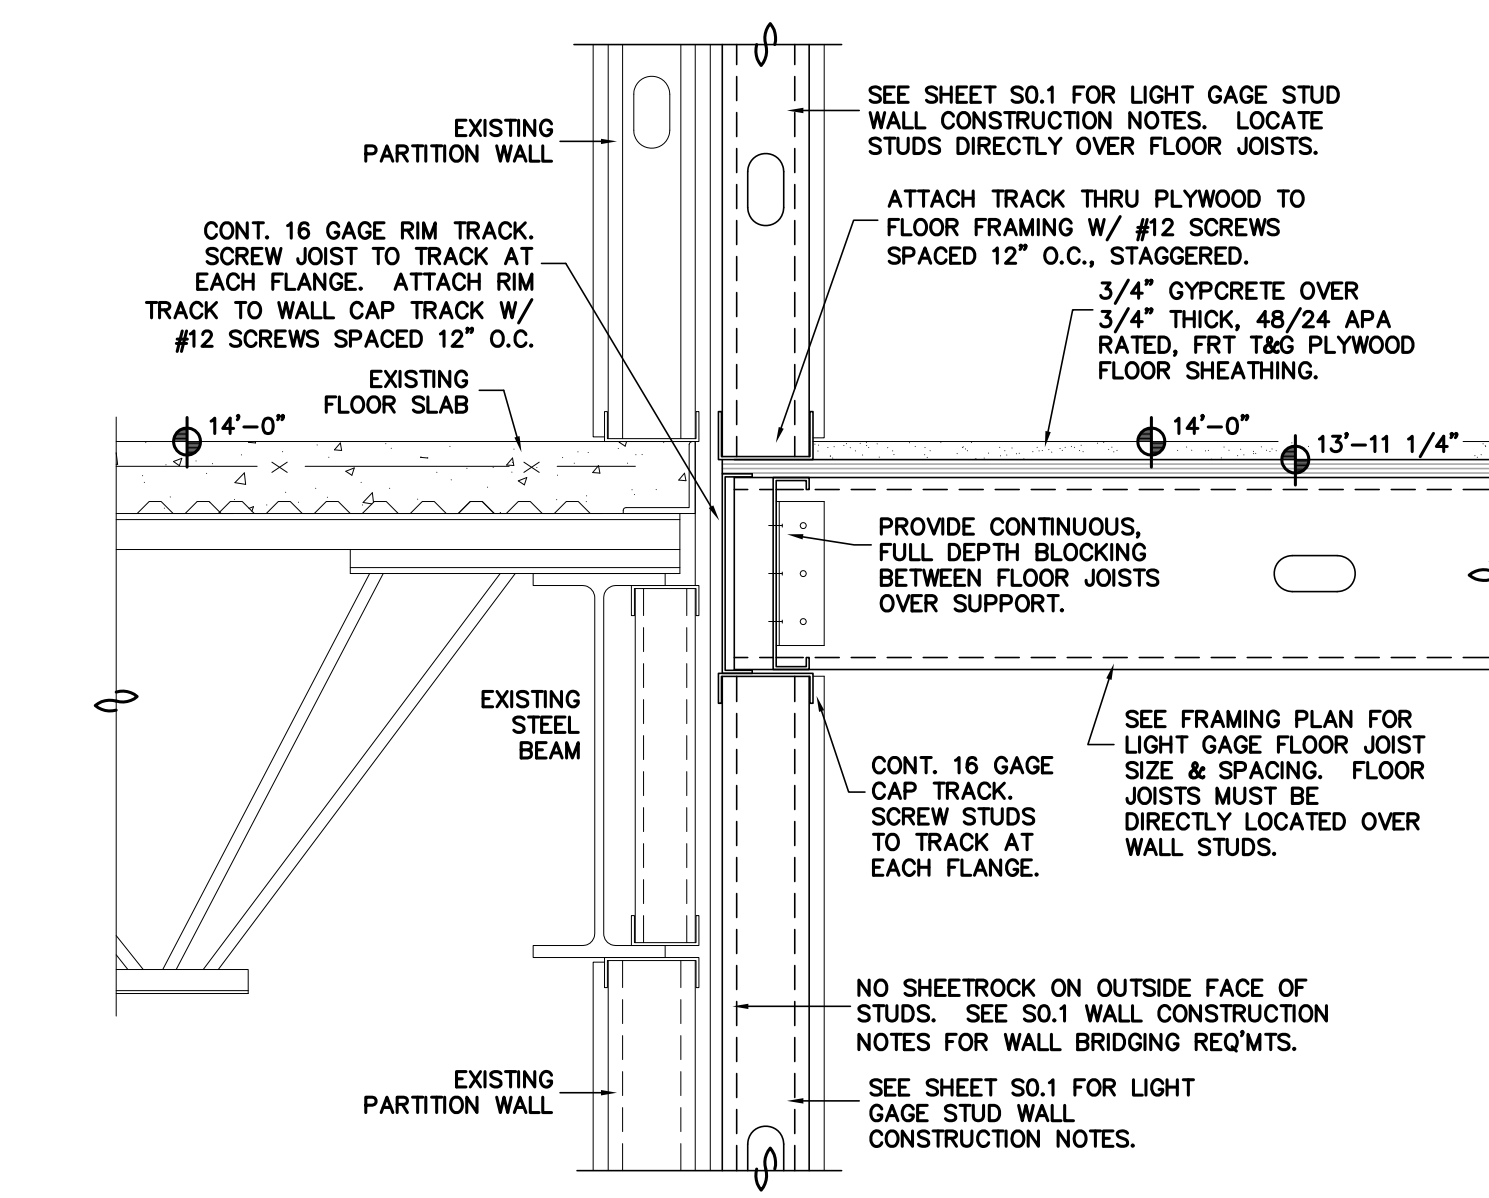 SEE SHEET S0.1 FOR LIGHT GAGE STUD
WALL CONSTRUCTION NOTES. LOCATE
STUDS DIRECTLY OVER FLOOR JOISTS.
EXISTING
PARTITION WALL
ATTACH TRACK THRU PLYWOOD TO
FLOOR FRAMING W/ #12 SCREWS
SPACED 12" O.C., STAGGERED.
CONT. 16 GAGE RIM TRACK.
SCREW JOIST TO TRACK AT
EACH FLANGE. ATTACH RIM
TRACK TO WALL CAP TRACK W/
#12 SCREWS SPACED 12" O.C.
3/4" GYPCRETE OVER
3/4" THICK, 48/24 APA
RATED, FRT T&G PLYWOOD
FLOOR SHEATHING.
EXISTING
FLOOR SLAB
14'-0"
14'-0"
13'-11 1/4"
PROVIDE CONTINUOUS,
FULL DEPTH BLOCKING
BETWEEN FLOOR JOISTS
OVER SUPPORT.
EXISTING
STEEL
BEAM
SEE FRAMING PLAN FOR
LIGHT GAGE FLOOR JOIST
SIZE & SPACING. FLOOR
JOISTS MUST BE
DIRECTLY LOCATED OVER
WALL STUDS.
CONT. 16 GAGE
CAP TRACK.
SCREW STUDS
TO TRACK AT
EACH FLANGE.
NO SHEETROCK ON OUTSIDE FACE OF
STUDS. SEE S0.1 WALL CONSTRUCTION
NOTES FOR WALL BRIDGING REQ'MTS.
EXISTING
PARTITION WALL
SEE SHEET S0.1 FOR LIGHT
GAGE STUD WALL
CONSTRUCTION NOTES.